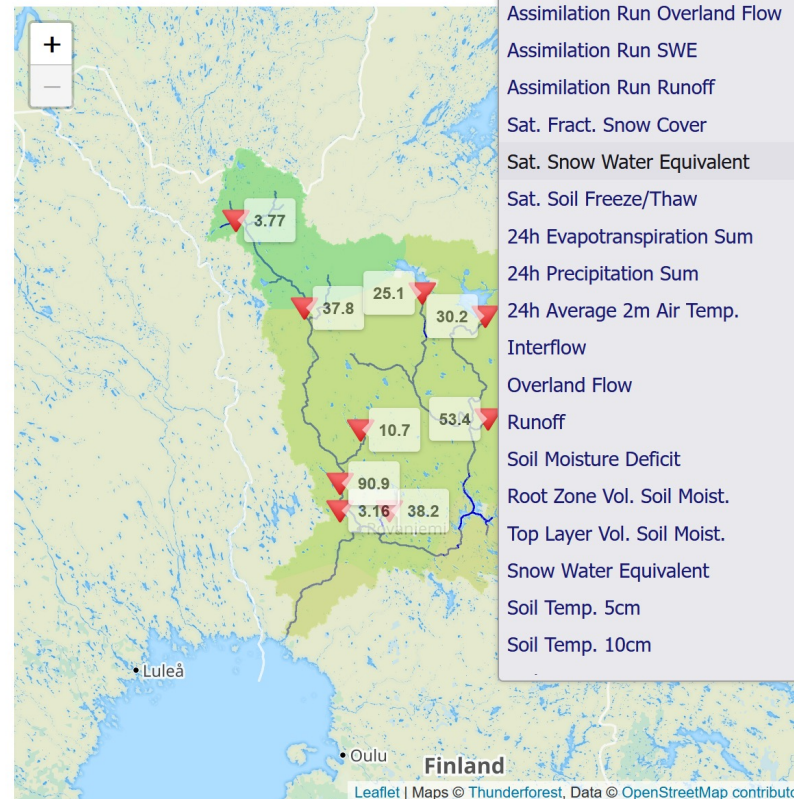 +
−
3.77
37.8
25.1
30.2
10.7
53.4
90.9
3.16
38.2
Rovaniemi
Luleå
Oulu
Finland
Assimilation Run Overland Flow
Assimilation Run SWE
Assimilation Run Runoff
Sat. Fract. Snow Cover
Sat. Snow Water Equivalent
Sat. Soil Freeze/Thaw
24h Evapotranspiration Sum
24h Precipitation Sum
24h Average 2m Air Temp.
Interflow
Overland Flow
Runoff
Soil Moisture Deficit
Root Zone Vol. Soil Moist.
Top Layer Vol. Soil Moist.
Snow Water Equivalent
Soil Temp. 5cm
Soil Temp. 10cm
Leaflet | Maps © Thunderforest, Data © OpenStreetMap contributo